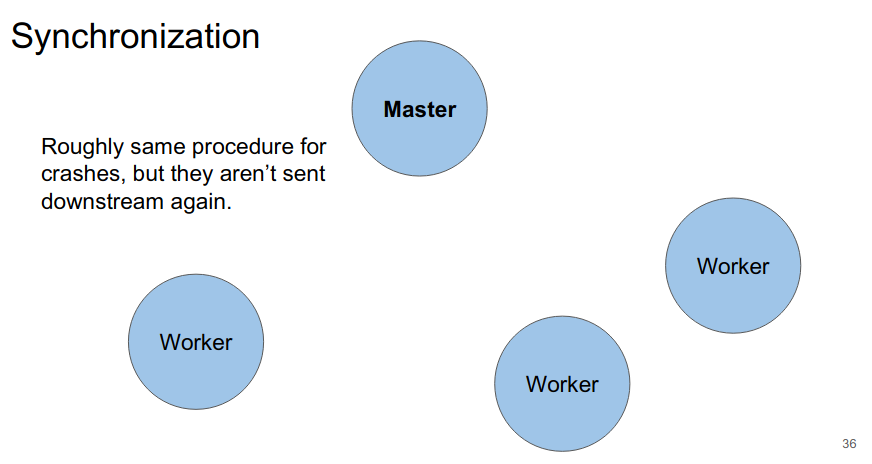 Synchronization
Master
Roughly same procedure for
crashes, but they aren’t sent
downstream again.
Worker
Worker
Worker
36